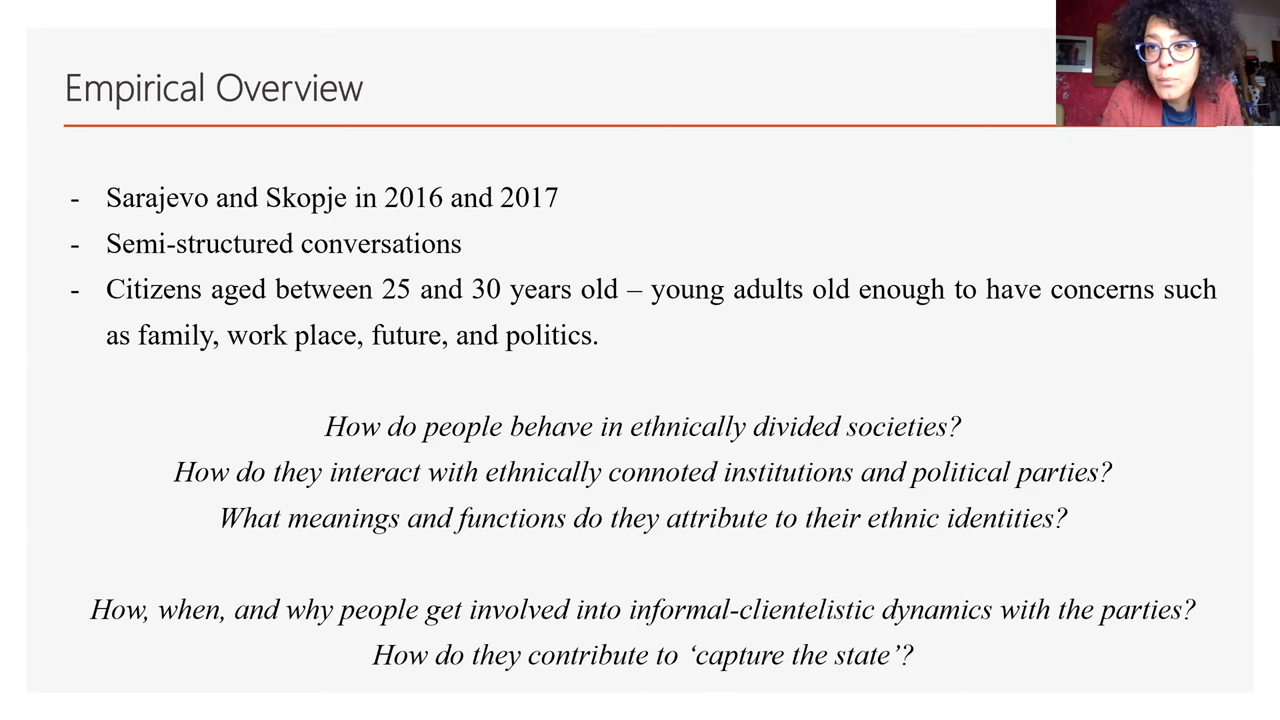 Empirical Overview
- Sarajevo and Skopje in 2016 and 2017
- Semi-structured conversations
- Citizens aged between 25 and 30 years old – young adults old enough to have concerns such
as family, work place, future, and politics.
How do people behave in ethnically divided societies?
How do they interact with ethnically connoted institutions and political parties?
What meanings and functions do they attribute to their ethnic identities?
How, when, and why people get involved into informal-clientelistic dynamics with the parties?
How do they contribute to ‘capture the state’?